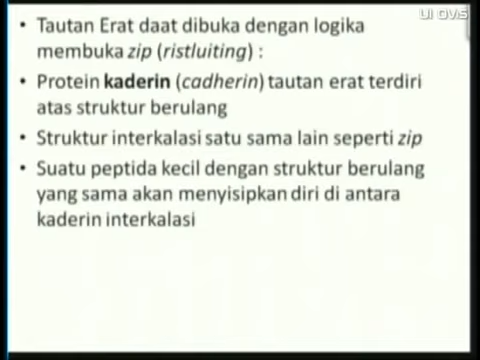 UI OViS
• Tautan Erat daat dibuka dengan logika
membuka zip (ristluiting) :
• Protein kaderin (cadherin) tautan erat terdiri
atas struktur berulang
• Struktur interkalasi satu sama lain seperti zip
• Suatu peptida kecil dengan struktur berulang
yang sama akan menyisipkan diri di antara
kaderin interkalasi